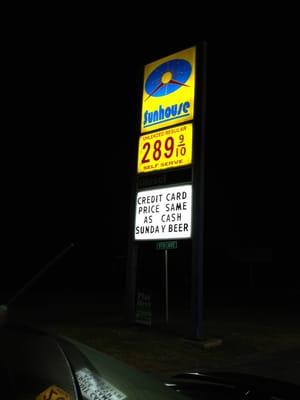 Sunhouse
UNLEADED REGULAR
289 9/10
SELF SERVE
CREDIT CARD
PRICE SAME
AS CASH
SUNDAY BEER